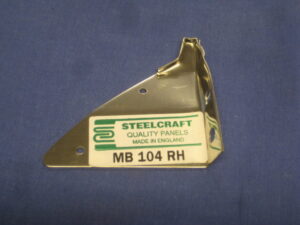 STEELCRAFT
QUALITY PANELS
MADE IN ENGLAND
MB 104 RH